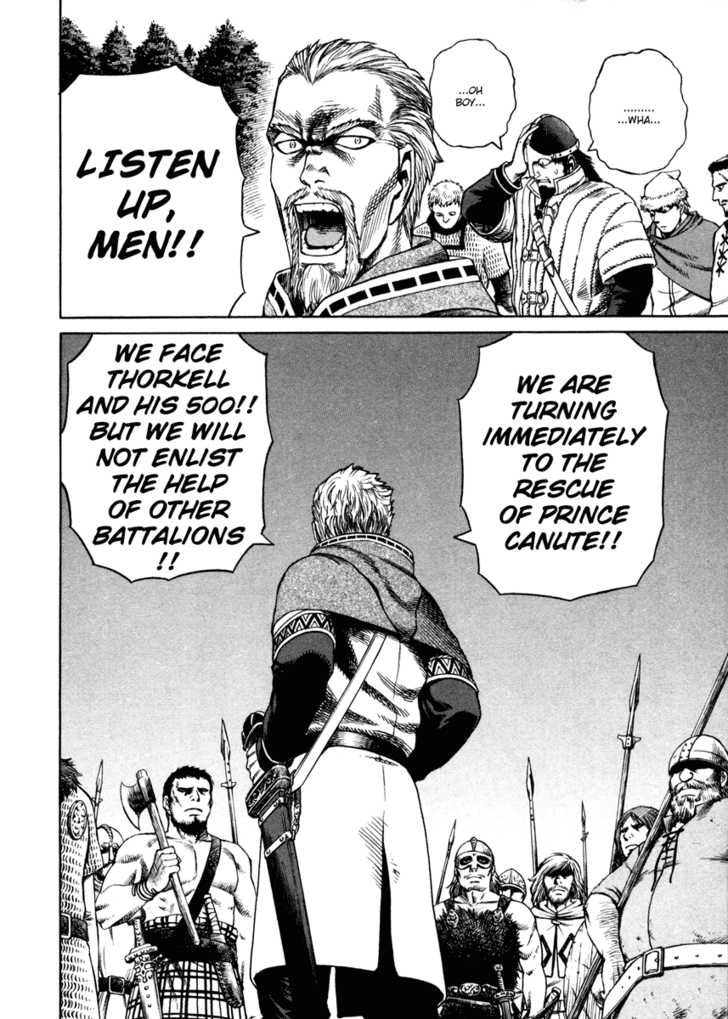 .........
...WHA...
...OH
BOY...
LISTEN
UP,
MEN!!
WE ARE
TURNING
IMMEDIATELY
TO THE
RESCUE
OF PRINCE
CANUTE!!
WE FACE
THORKELL
AND HIS 500!!
BUT WE WILL
NOT ENLIST
THE HELP
OF OTHER
BATTALIONS
!!